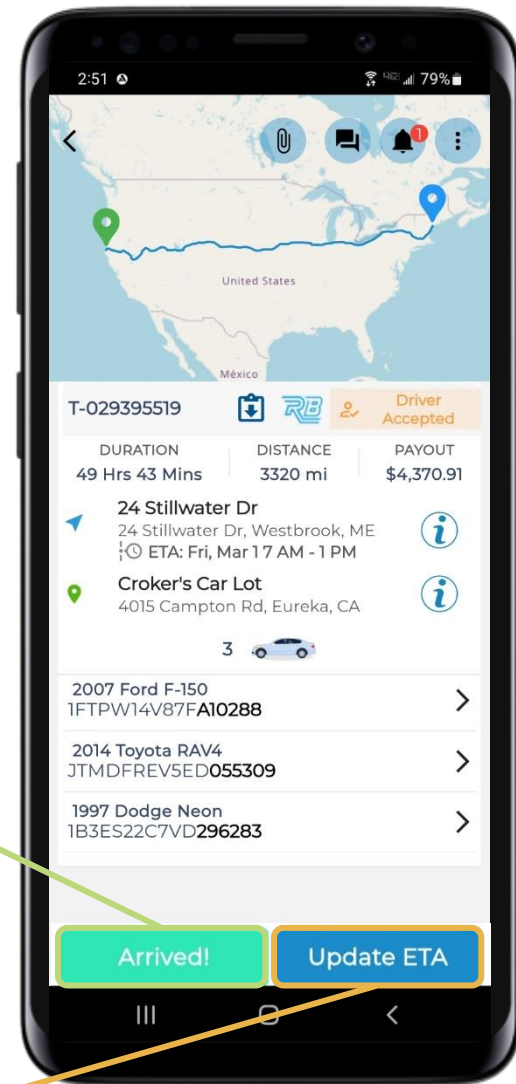 2:51 79%
1
United States
México
T-029395519 RB Driver Accepted
DURATION DISTANCE PAYOUT
49 Hrs 43 Mins 3320 mi $4,370.91
24 Stillwater Dr
24 Stillwater Dr, Westbrook, ME
ETA: Fri, Mar 1 7 AM - 1 PM
i
Croker's Car Lot
4015 Campton Rd, Eureka, CA
i
3
2007 Ford F-150
1FTPW14V87FA10288
2014 Toyota RAV4
JTMDFREV5ED055309
1997 Dodge Neon
1B3ES22C7VD296283
Arrived! Update ETA